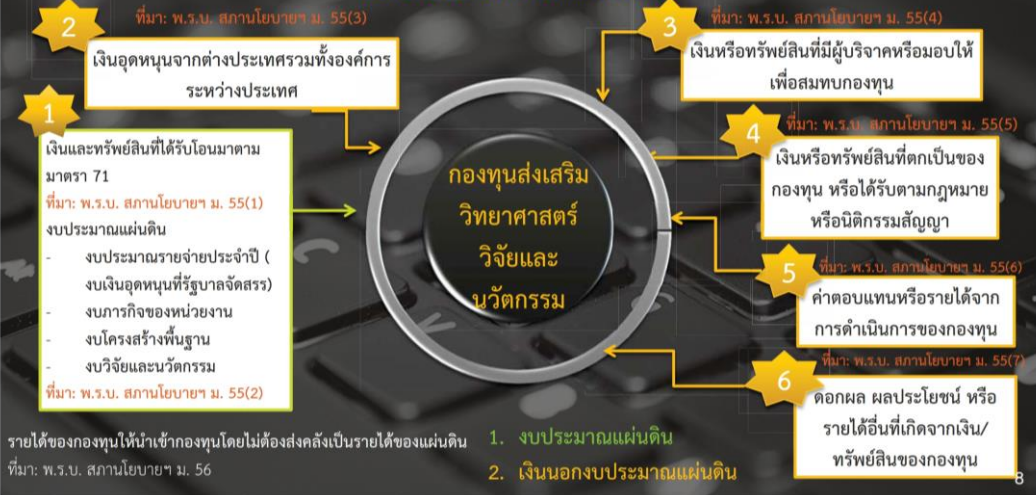 2
ที่มา: พ.ร.บ. สภานโยบายฯ ม. 55(3)
เงินอุดหนุนจากต่างประเทศรวมทั้งองค์การ
ระหว่างประเทศ
1
เงินและทรัพย์สินที่ได้รับโอนมาตาม
มาตรา 71
ที่มา: พ.ร.บ. สภานโยบายฯ ม. 55(1)
งบประมาณแผ่นดิน
- งบประมาณรายจ่ายประจำปี (
งบเงินอุดหนุนที่รัฐบาลจัดสรร)
- งบภารกิจของหน่วยงาน
- งบโครงสร้างพื้นฐาน
- งบวิจัยและนวัตกรรม
ที่มา: พ.ร.บ. สภานโยบายฯ ม. 55(2)
กองทุนส่งเสริม
วิทยาศาสตร์
วิจัยและ
นวัตกรรม
3
ที่มา: พ.ร.บ. สภานโยบายฯ ม. 55(4)
เงินหรือทรัพย์สินที่มีผู้บริจาคหรือมอบให้
เพื่อสมทบกองทุน
4
ที่มา: พ.ร.บ. สภานโยบายฯ ม. 55(5)
เงินหรือทรัพย์สินที่ตกเป็นของ
กองทุน หรือได้รับตามกฎหมาย
หรือนิติกรรมสัญญา
5
ที่มา: พ.ร.บ. สภานโยบายฯ ม. 55(6)
ค่าตอบแทนหรือรายได้จาก
การดำเนินการของกองทุน
6
ที่มา: พ.ร.บ. สภานโยบายฯ ม. 55(7)
ดอกผล ผลประโยชน์ หรือ
รายได้อื่นที่เกิดจากเงิน/
ทรัพย์สินของกองทุน
รายได้ของกองทุนให้นำเข้ากองทุนโดยไม่ต้องส่งคลังเป็นรายได้ของแผ่นดิน
ที่มา: พ.ร.บ. สภานโยบายฯ ม. 56
1. งบประมาณแผ่นดิน
2. เงินนอกงบประมาณแผ่นดิน
8